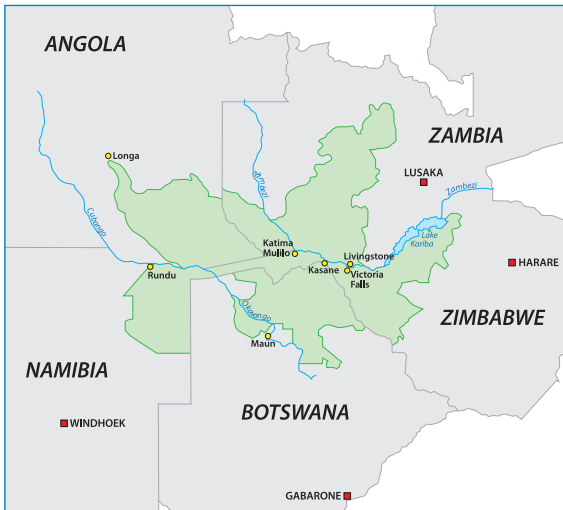 ANGOLA
ZAMBIA
Longa
Zambezi
LUSAKA
Zambezi
Cubango
Lake
Kariba
Katima
Mulilo
Livingstone
Kasane
Victoria
Falls
HARARE
Rundu
Okavango
ZIMBABWE
Maun
NAMIBIA
BOTSWANA
WINDHOEK
GABARONE